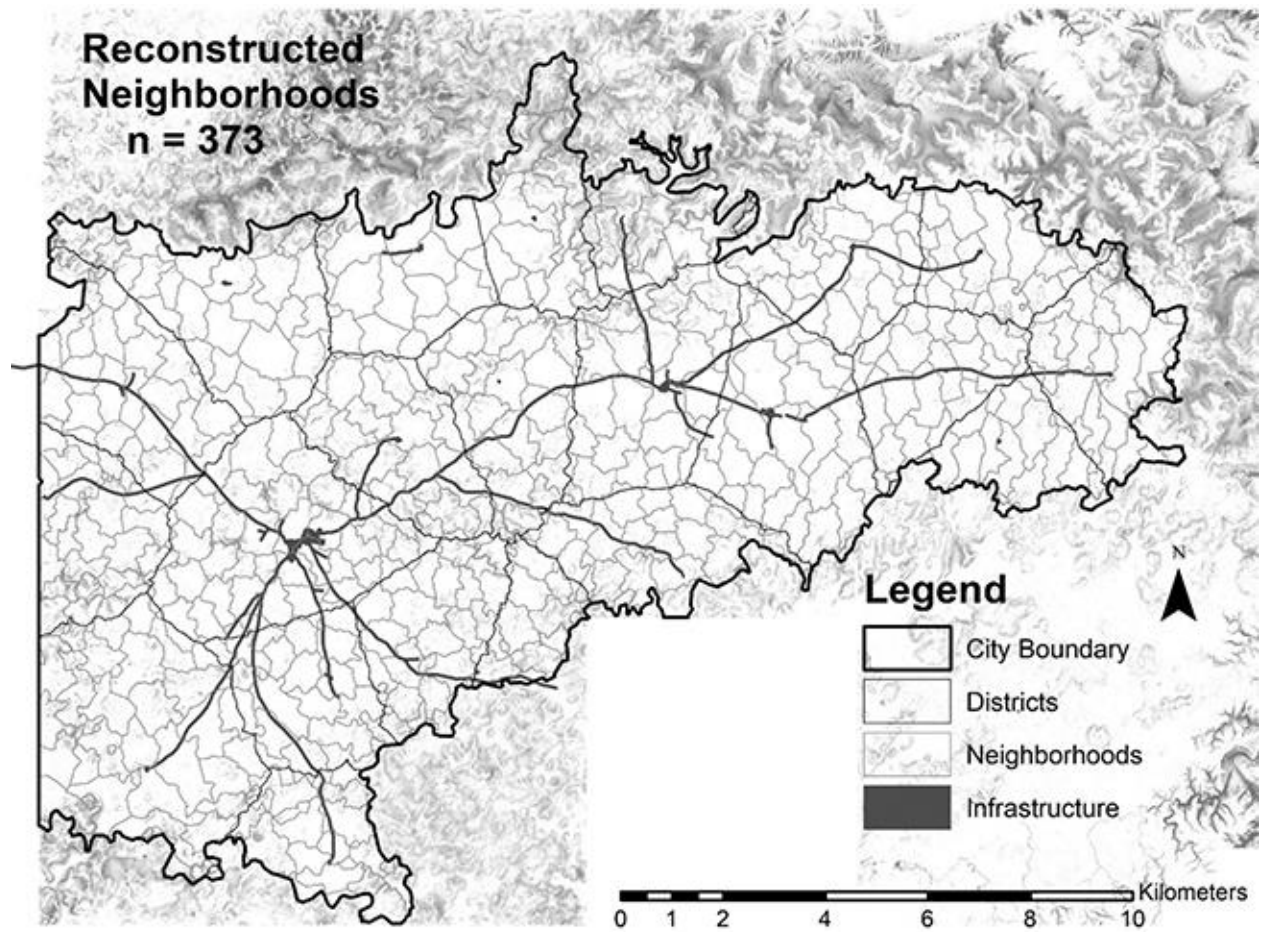 Reconstructed
Neighborhoods
n = 373
N
Legend
City Boundary
Districts
Neighborhoods
Infrastructure
Kilometers
0 1 2 4 6 8 10